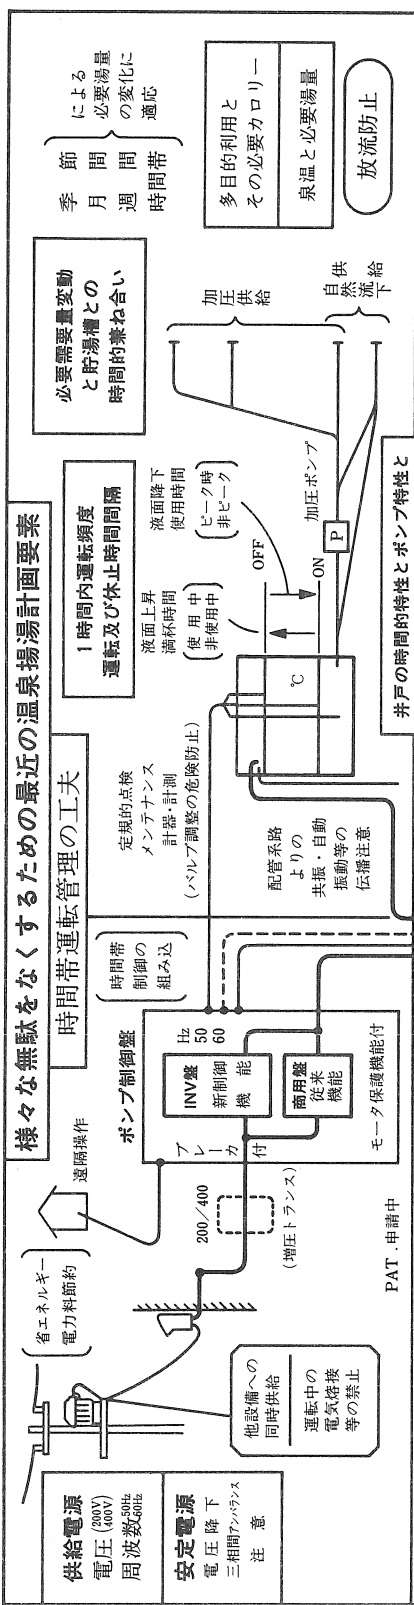 様々な無駄をなくするための最近の温泉揚湯計画要素
時間帯運転管理の工夫
供給電源
電圧(200V 400V)
周波数50Hz 60Hz
安定電源
電圧降下
三相間アンバランス
注意
省エネルギー
電力料節約
他設備への
同時供給
運転中の
電気熔接
等の禁止
遠隔操作
200/400
(増圧トランス)
PAT.申請中
ポンプ制御盤
ブレーカ付
INV盤
新制御
機能
商用盤
従来
機能
Hz
50
60
モータ保護機能付
時間帯
制御の
組み込
定規的点検
メンテナンス
計器・計測
(バルブ調整の危険防止)
配管系路
よりの
共振・自動
振動等の
伝播注意
1時間内運転頻度
運転及び休止時間間隔
液面上昇
満杯時間
(使用中
非使用中)
液面降下
使用時間
(ピーク時
非ピーク)
OFF
ON
℃
P
加圧ポンプ
井戸の時間的特性とポンプ特性と
必要需要量変動
と貯湯槽との
時間的兼ね合い
加圧供給
自然流下
供給
季節
月間
週間
時間帯
による
必要湯量
の変化に
適応
多目的利用と
その必要カロリー
泉温と必要湯量
放流防止